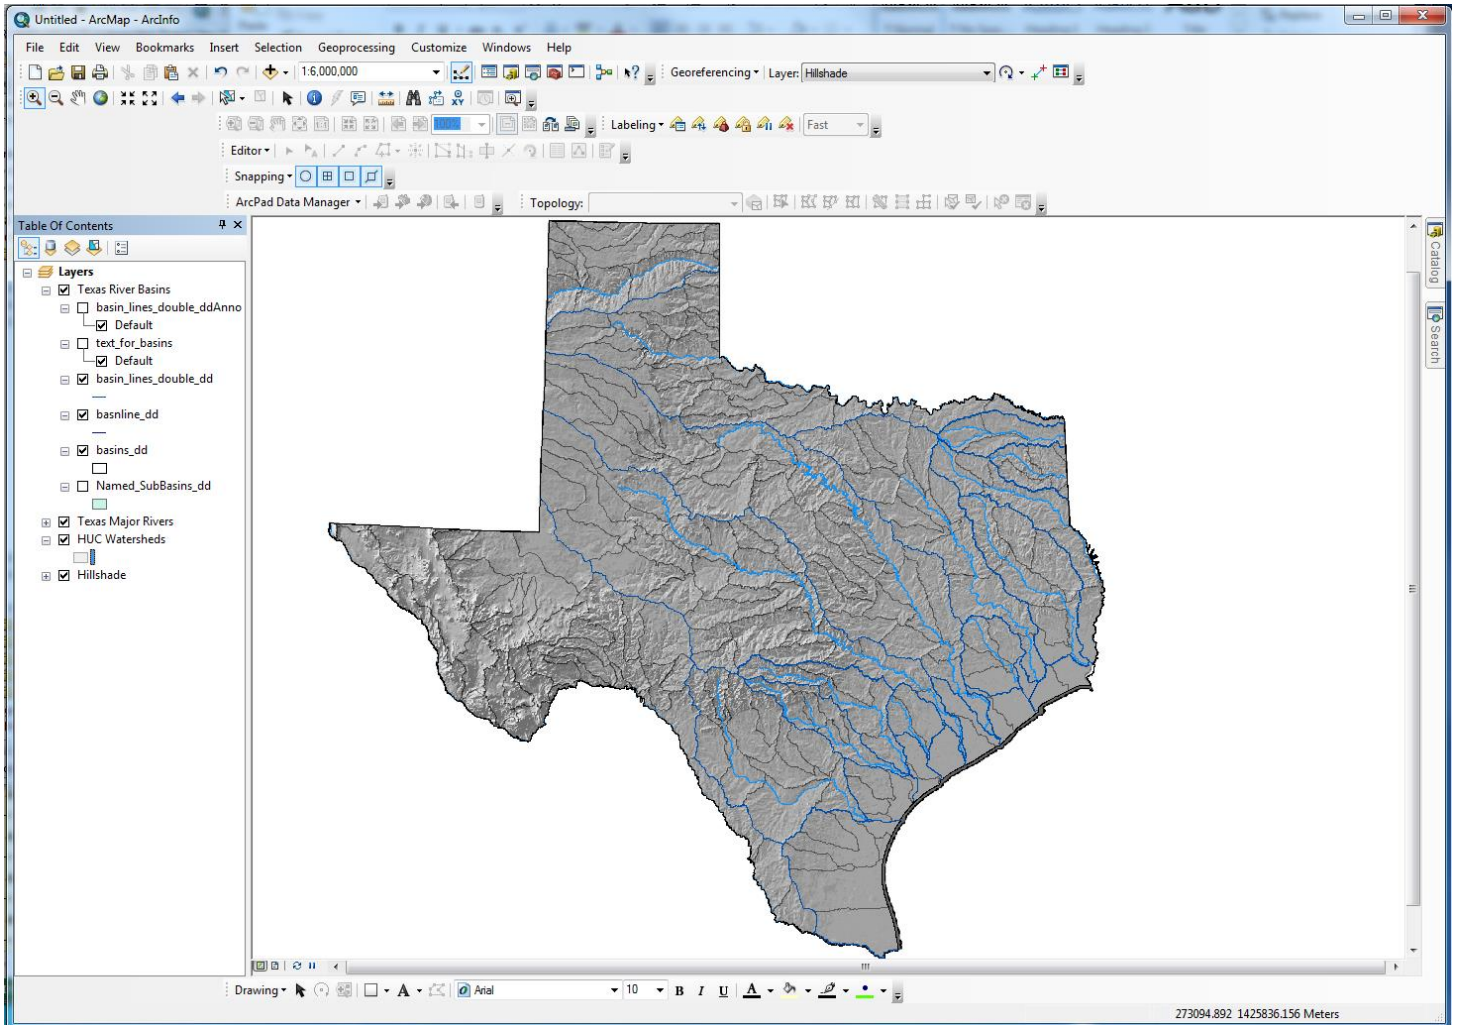 Untitled - ArcMap - ArcInfo
File Edit View Bookmarks Insert Selection Geoprocessing Customize Windows Help
1:6,000,000 Georeferencing Layer: Hillshade
100% Labeling Fast
Editor
Snapping
ArcPad Data Manager Topology:
Table Of Contents
Layers
Texas River Basins
basin_lines_double_ddAnno
Default
text_for_basins
Default
basin_lines_double_dd
basnline_dd
basins_dd
Named_SubBasins_dd
Texas Major Rivers
HUC Watersheds
Hillshade
Catalog
Search
Drawing A Arial 10 B I U A
273094.892 1425836.156 Meters